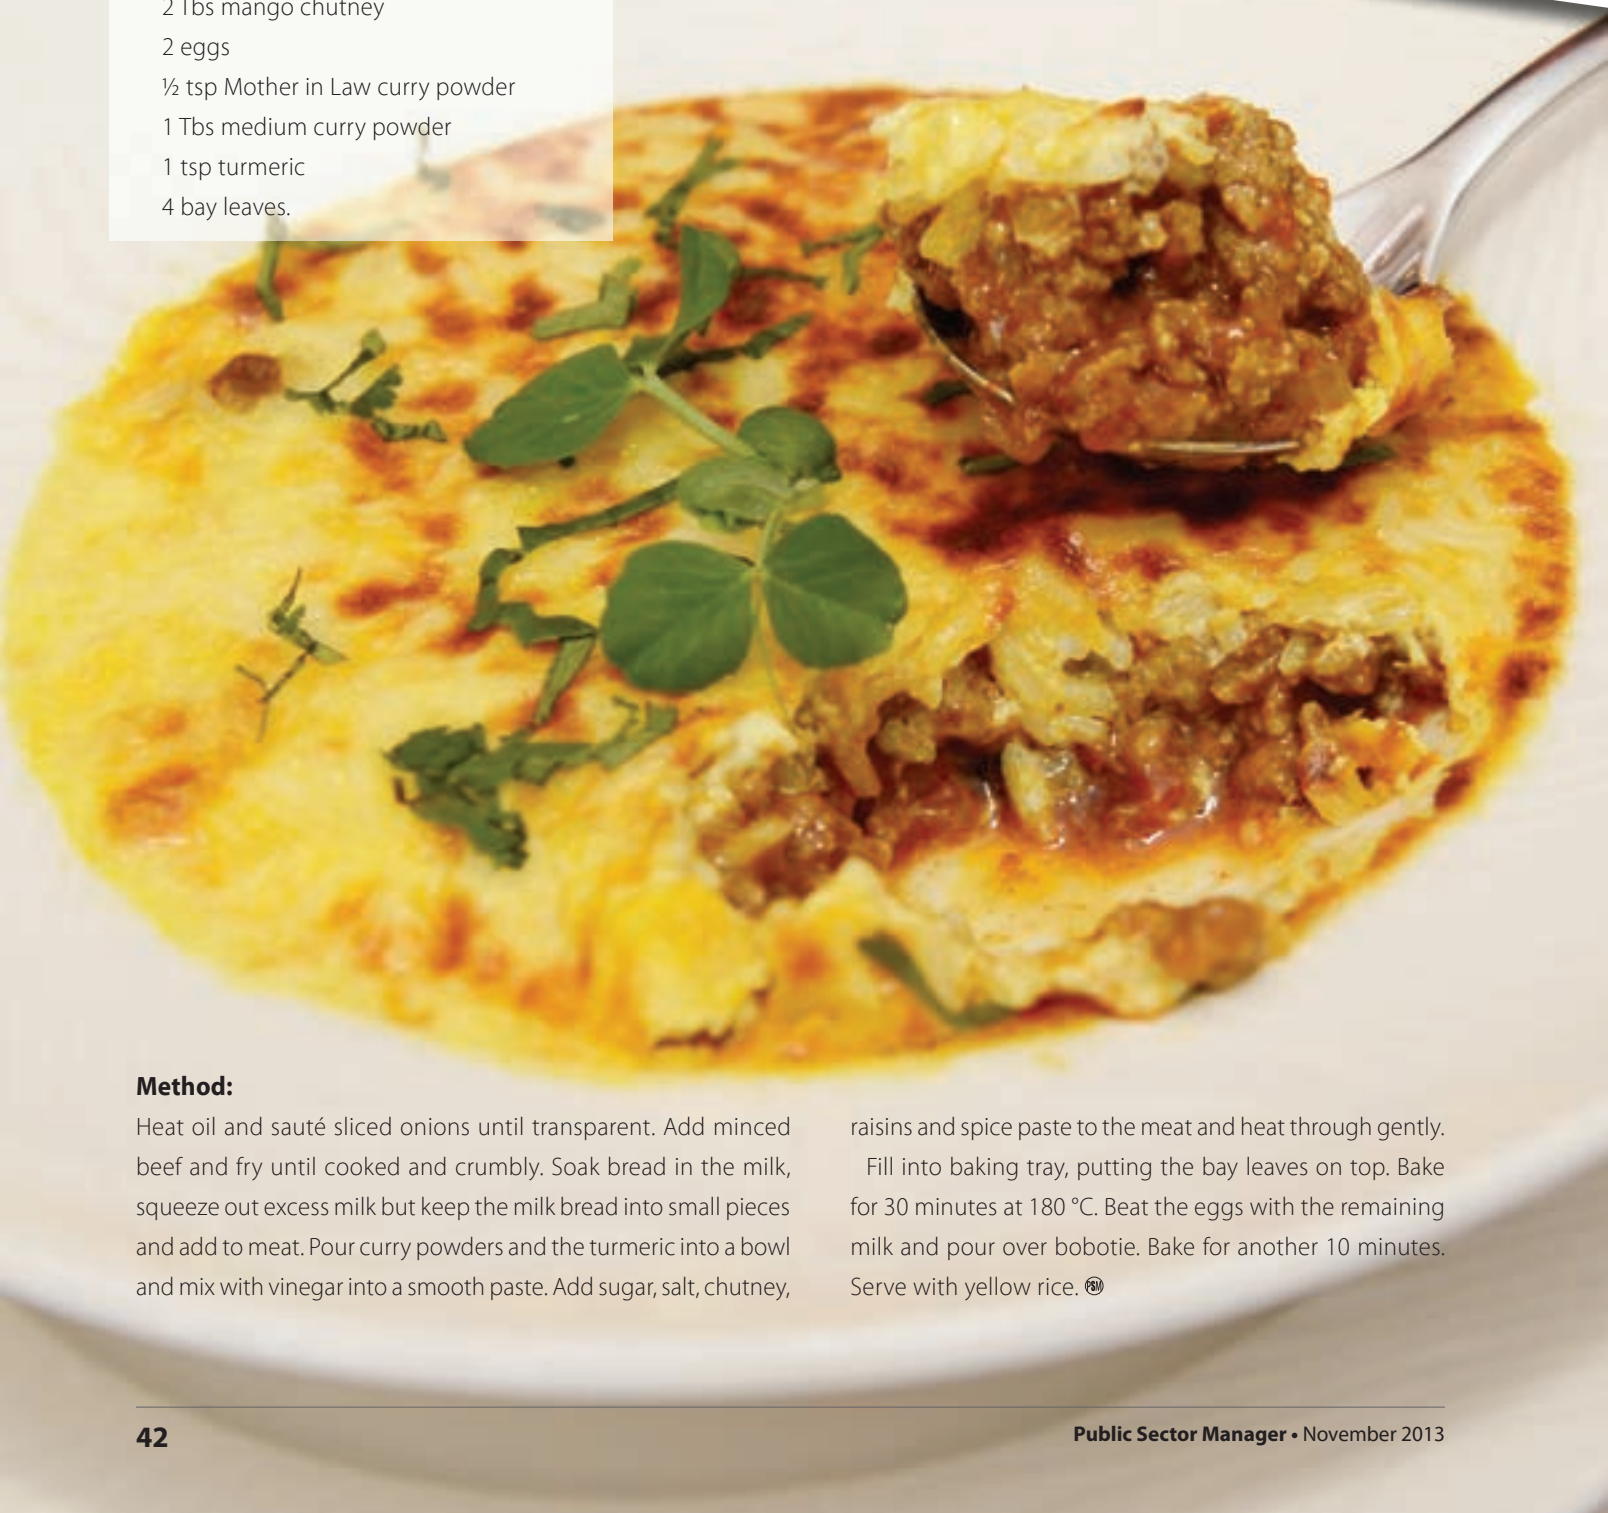 2 Tbs mango chutney
2 eggs
½ tsp Mother in Law curry powder
1 Tbs medium curry powder
1 tsp turmeric
4 bay leaves.
Method:
Heat oil and sauté sliced onions until transparent. Add minced
beef and fry until cooked and crumbly. Soak bread in the milk,
squeeze out excess milk but keep the milk bread into small pieces
and add to meat. Pour curry powders and the turmeric into a bowl
and mix with vinegar into a smooth paste. Add sugar, salt, chutney,
raisins and spice paste to the meat and heat through gently.
Fill into baking tray, putting the bay leaves on top. Bake
for 30 minutes at 180 °C. Beat the eggs with the remaining
milk and pour over bobotie. Bake for another 10 minutes.
Serve with yellow rice. PSM
42
Public Sector Manager • November 2013